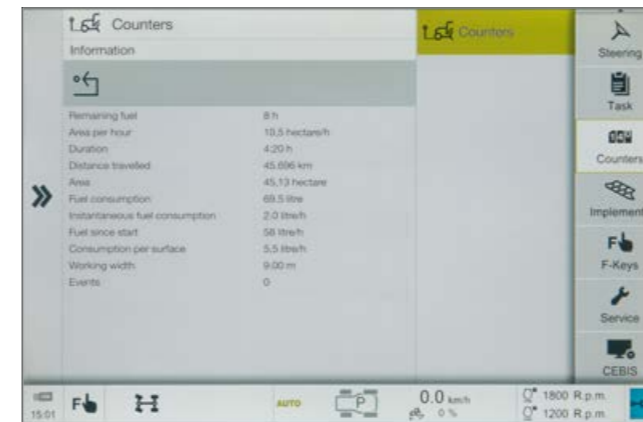 Counters
Information
Remaining fuel 8 h
Area per hour 10,5 hectare/h
Duration 4:20 h
Distance travelled 45,696 km
Area 45,13 hectare
Fuel consumption 69.5 litre
Instantaneous fuel consumption 2.0 litre/h
Fuel since start 58 litre/h
Consumption per surface 5,5 litre/h
Working width 9.00 m
Events 0
Counters
Steering
Task
Counters
Implement
F-Keys
Service
CEBIS
15:01
F
AUTO
P
0.0 km/h
0 %
1800 R.p.m.
1200 R.p.m.